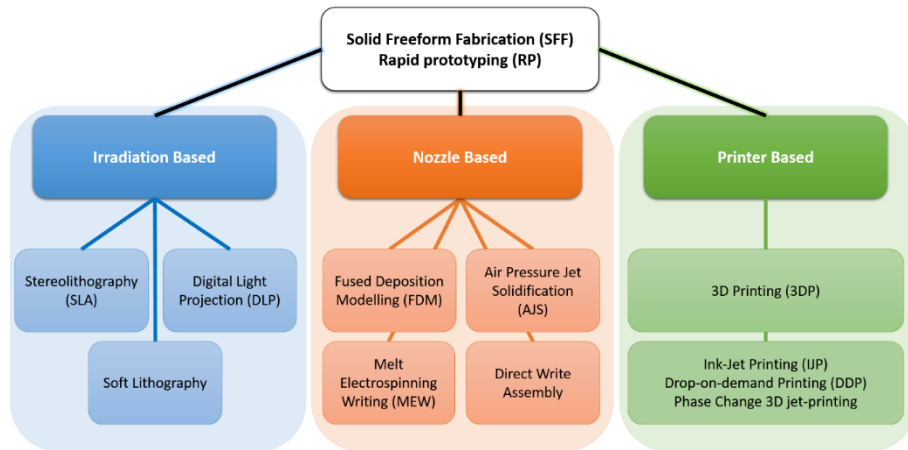 Solid Freeform Fabrication (SFF)
Rapid prototyping (RP)
Irradiation Based
Nozzle Based
Printer Based
Stereolithography
(SLA)
Digital Light
Projection (DLP)
Soft Lithography
Fused Deposition
Modelling (FDM)
Air Pressure Jet
Solidification
(AJS)
Melt
Electrospinning
Writing (MEW)
Direct Write
Assembly
3D Printing (3DP)
Ink-Jet Printing (IJP)
Drop-on-demand Printing (DDP)
Phase Change 3D jet-printing